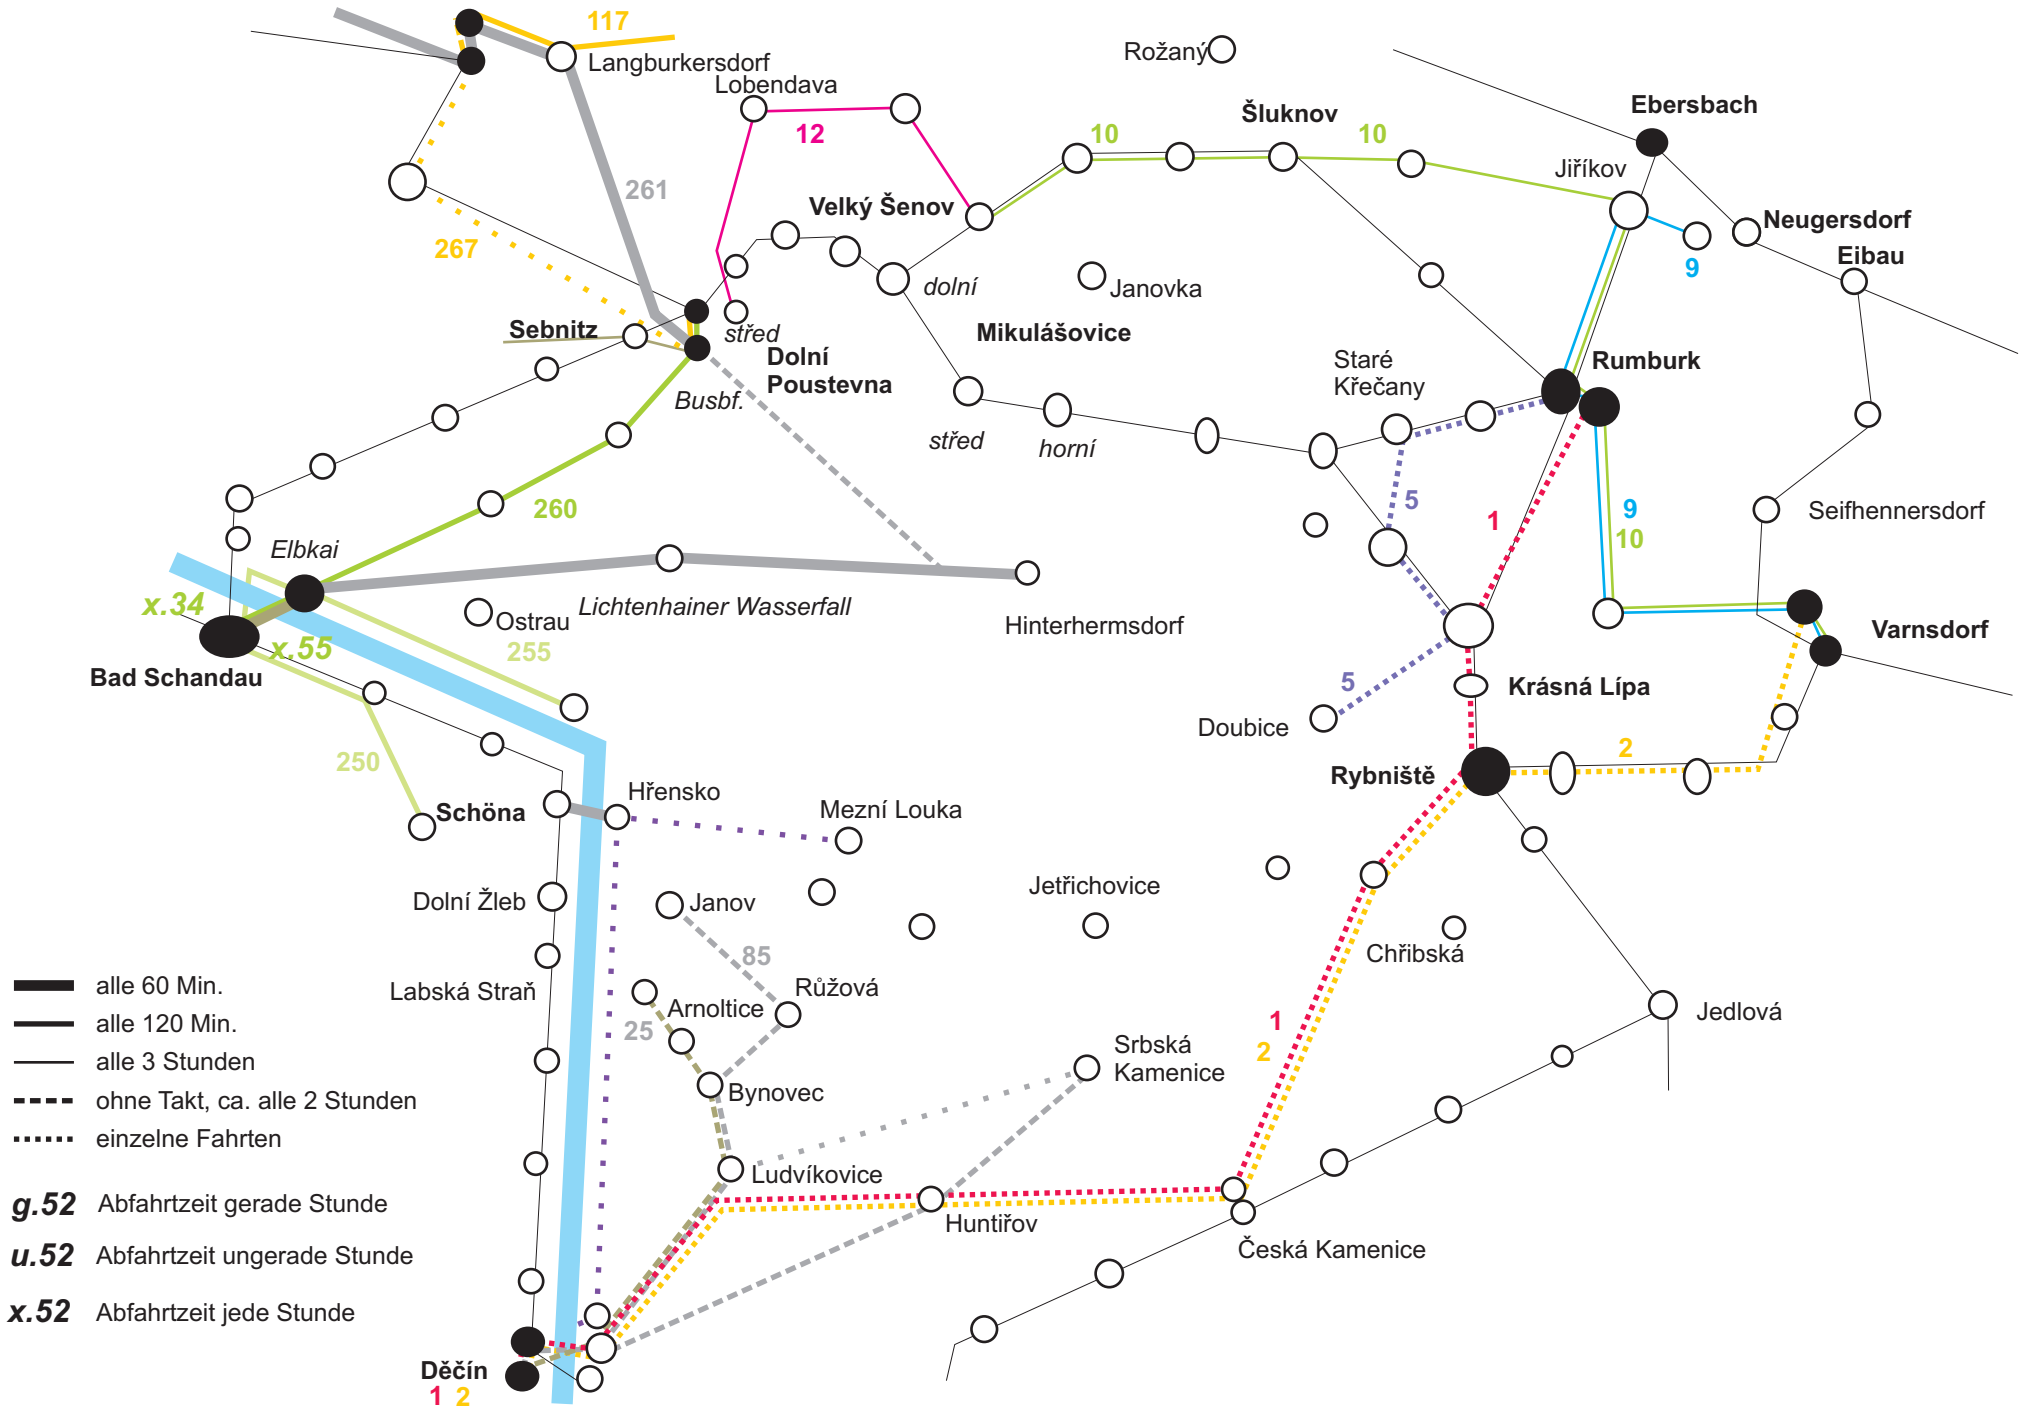 117
Langburkersdorf
Rožaný
Lobendava
12
Šluknov
10
10
Ebersbach
Jiříkov
261
Velký Šenov
Neugersdorf
267
9
Eibau
dolní
Janovka
Sebnitz
střed
Mikulášovice
Dolní
Poustevna
Staré
Křečany
Rumburk
Busbf.
střed
horní
5
1
9
10
260
Seifhennersdorf
Elbkai
x.34
Lichtenhainer Wasserfall
Ostrau
Hinterhermsdorf
x.55
255
Varnsdorf
Bad Schandau
5
Krásná Lípa
Doubice
250
2
Rybniště
Schöna
Hřensko
Mezní Louka
Dolní Žleb
Janov
Jetřichovice
85
Chřibská
alle 60 Min.
Labská Straň
Růžová
Arnoltice
25
Jedlová
alle 120 Min.
1
2
Srbská
Kamenice
alle 3 Stunden
Bynovec
ohne Takt, ca. alle 2 Stunden
einzelne Fahrten
Ludvíkovice
g.52 Abfahrtzeit gerade Stunde
Huntiřov
u.52 Abfahrtzeit ungerade Stunde
Česká Kamenice
x.52 Abfahrtzeit jede Stunde
Děčín
1 2